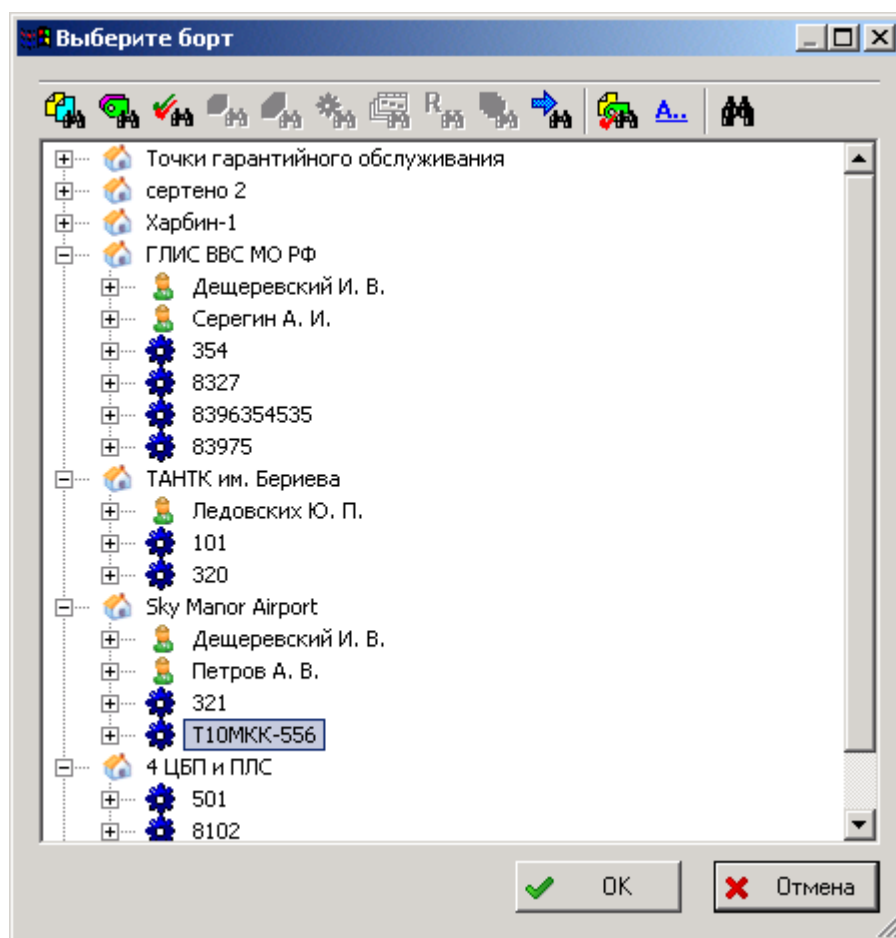 Выберите борт
R
A...
Точки гарантийного обслуживания
сертено 2
Харбин-1
ГЛИС ВВС МО РФ
Дещеревский И. В.
Серегин А. И.
354
8327
8396354535
83975
ТАНТК им. Бериева
Ледовских Ю. П.
101
320
Sky Manor Airport
Дещеревский И. В.
Петров А. В.
321
Т10МКК-556
4 ЦБП и ПЛС
501
8102
OK
Отмена